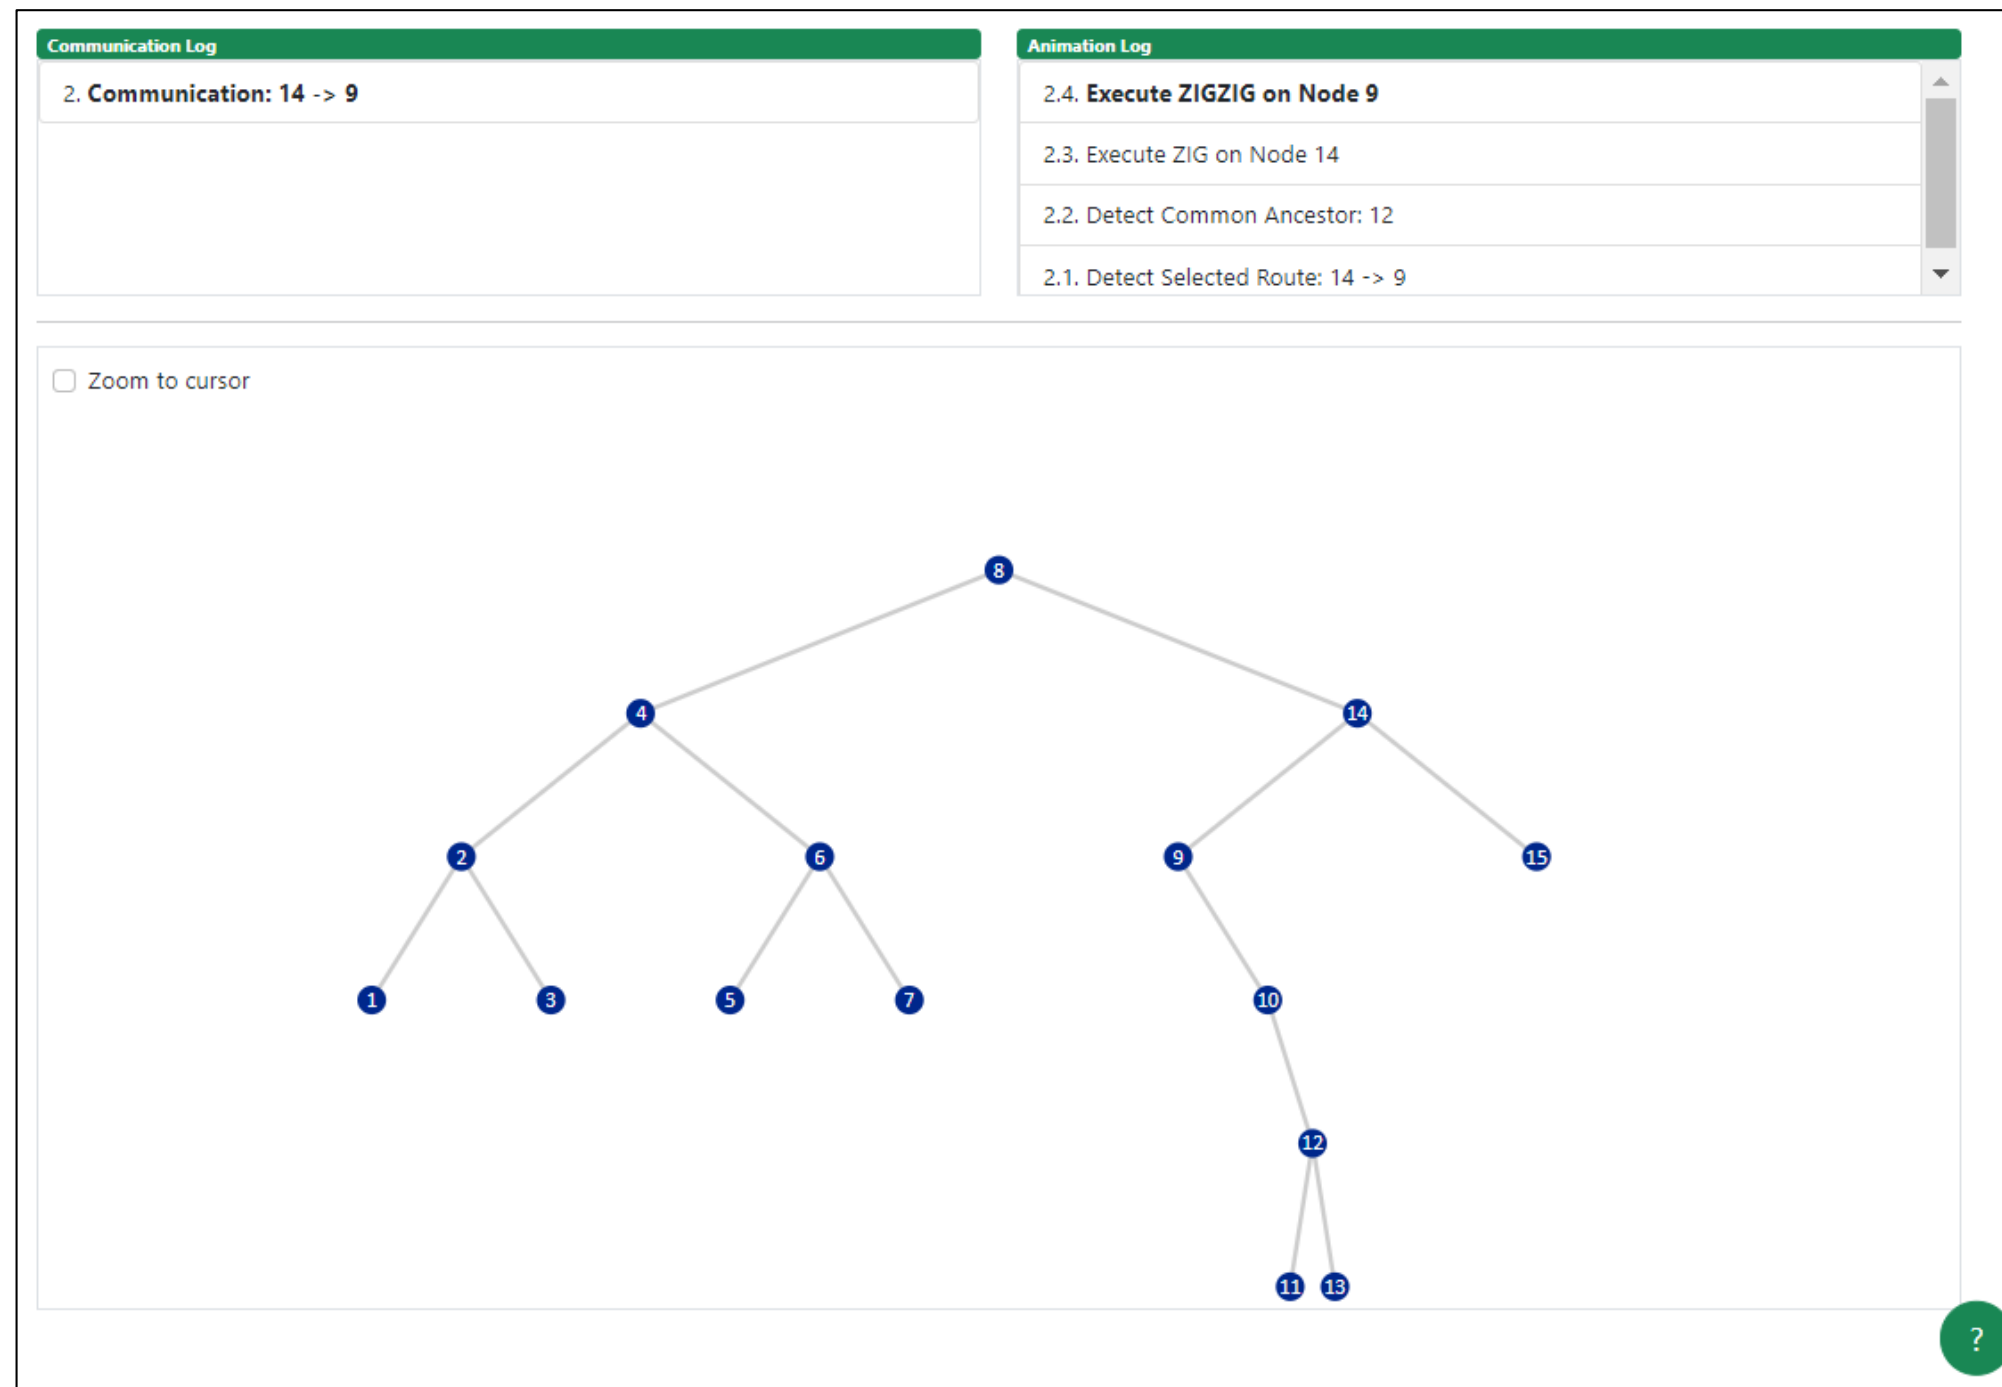 Communication Log
2. Communication: 14 -> 9
Animation Log
2.4. Execute ZIGZIG on Node 9
2.3. Execute ZIG on Node 14
2.2. Detect Common Ancestor: 12
2.1. Detect Selected Route: 14 -> 9
Zoom to cursor
8
4
14
2
6
9
15
1
3
5
7
10
12
11
13
?